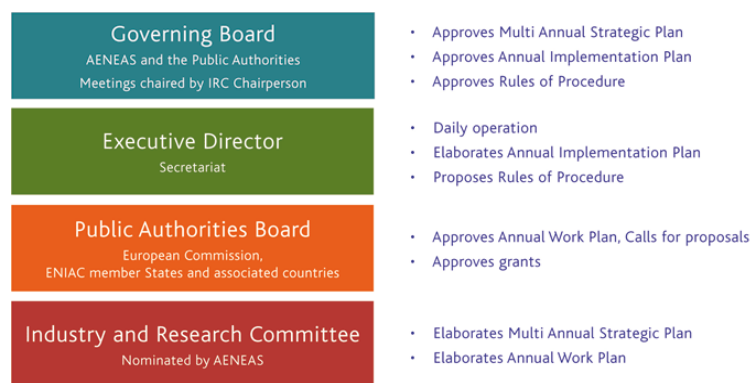 Governing Board
AENEAS and the Public Authorities
Meetings chaired by IRC Chairperson
• Approves Multi Annual Strategic Plan
• Approves Annual Implementation Plan
• Approves Rules of Procedure
Executive Director
Secretariat
• Daily operation
• Elaborates Annual Implementation Plan
• Proposes Rules of Procedure
Public Authorities Board
European Commission,
ENIAC member States and associated countries
• Approves Annual Work Plan, Calls for proposals
• Approves grants
Industry and Research Committee
Nominated by AENEAS
• Elaborates Multi Annual Strategic Plan
• Elaborates Annual Work Plan